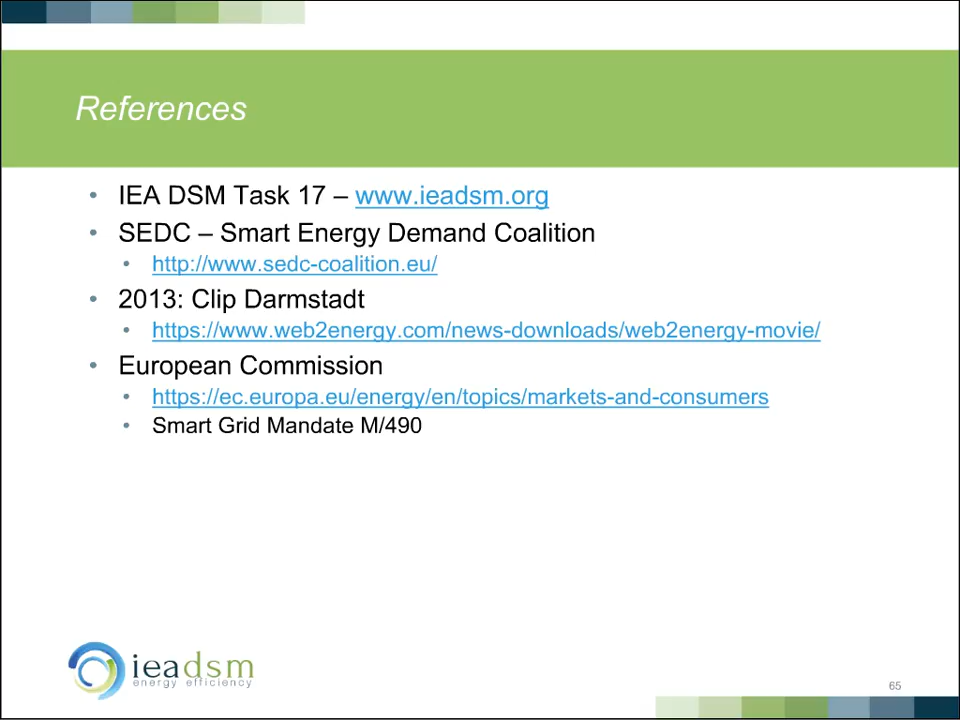 References
• IEA DSM Task 17 – www.ieadsm.org
• SEDC – Smart Energy Demand Coalition
• http://www.sedc-coalition.eu/
• 2013: Clip Darmstadt
• https://www.web2energy.com/news-downloads/web2energy-movie/
• European Commission
• https://ec.europa.eu/energy/en/topics/markets-and-consumers
• Smart Grid Mandate M/490
ieadsm
energy efficiency
65